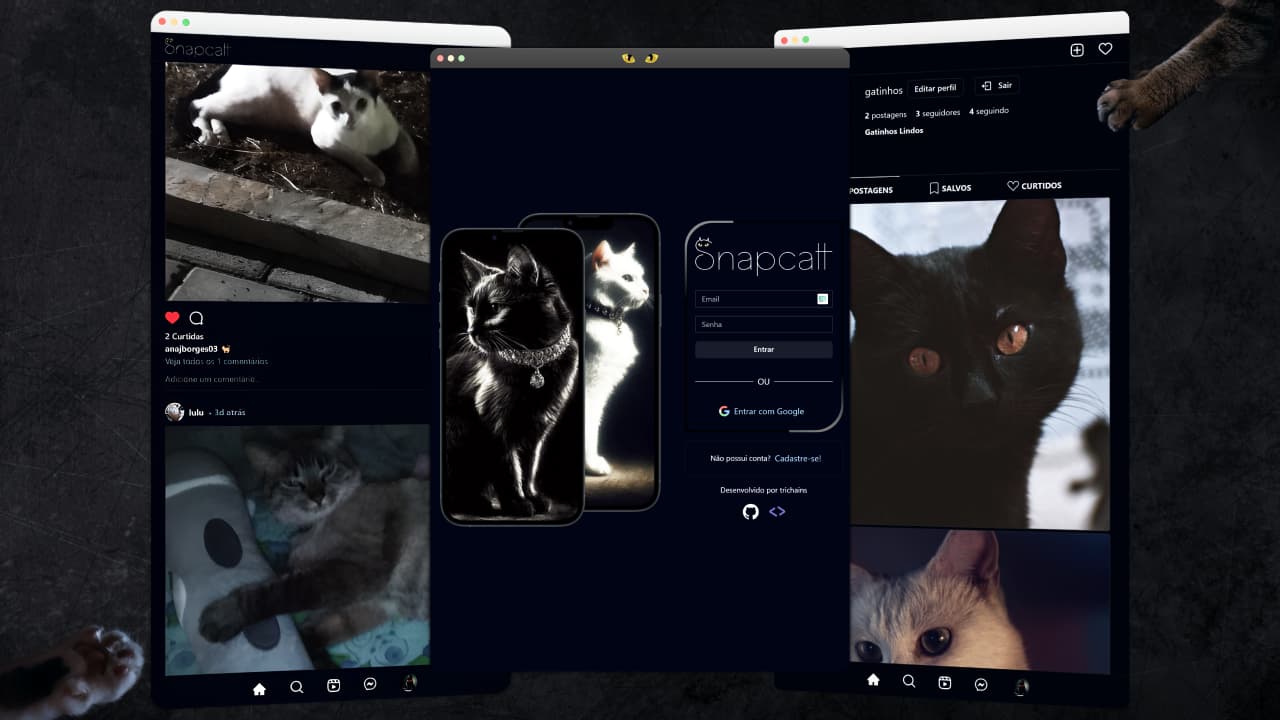 Snapcatt
2 Curtidas
anajborges03 🐈
Veja todos os 1 comentários
Adicione um comentário...
lulu • 3d atrás
Snapcatt
Email
Senha
Entrar
OU
Entrar com Google
Não possui conta? Cadastre-se!
Desenvolvido por trichains
<>
gatinhos Editar perfil Sair
2 postagens 3 seguidores 4 seguindo
Gatinhos Lindos
POSTAGENS SALVOS CURTIDOS